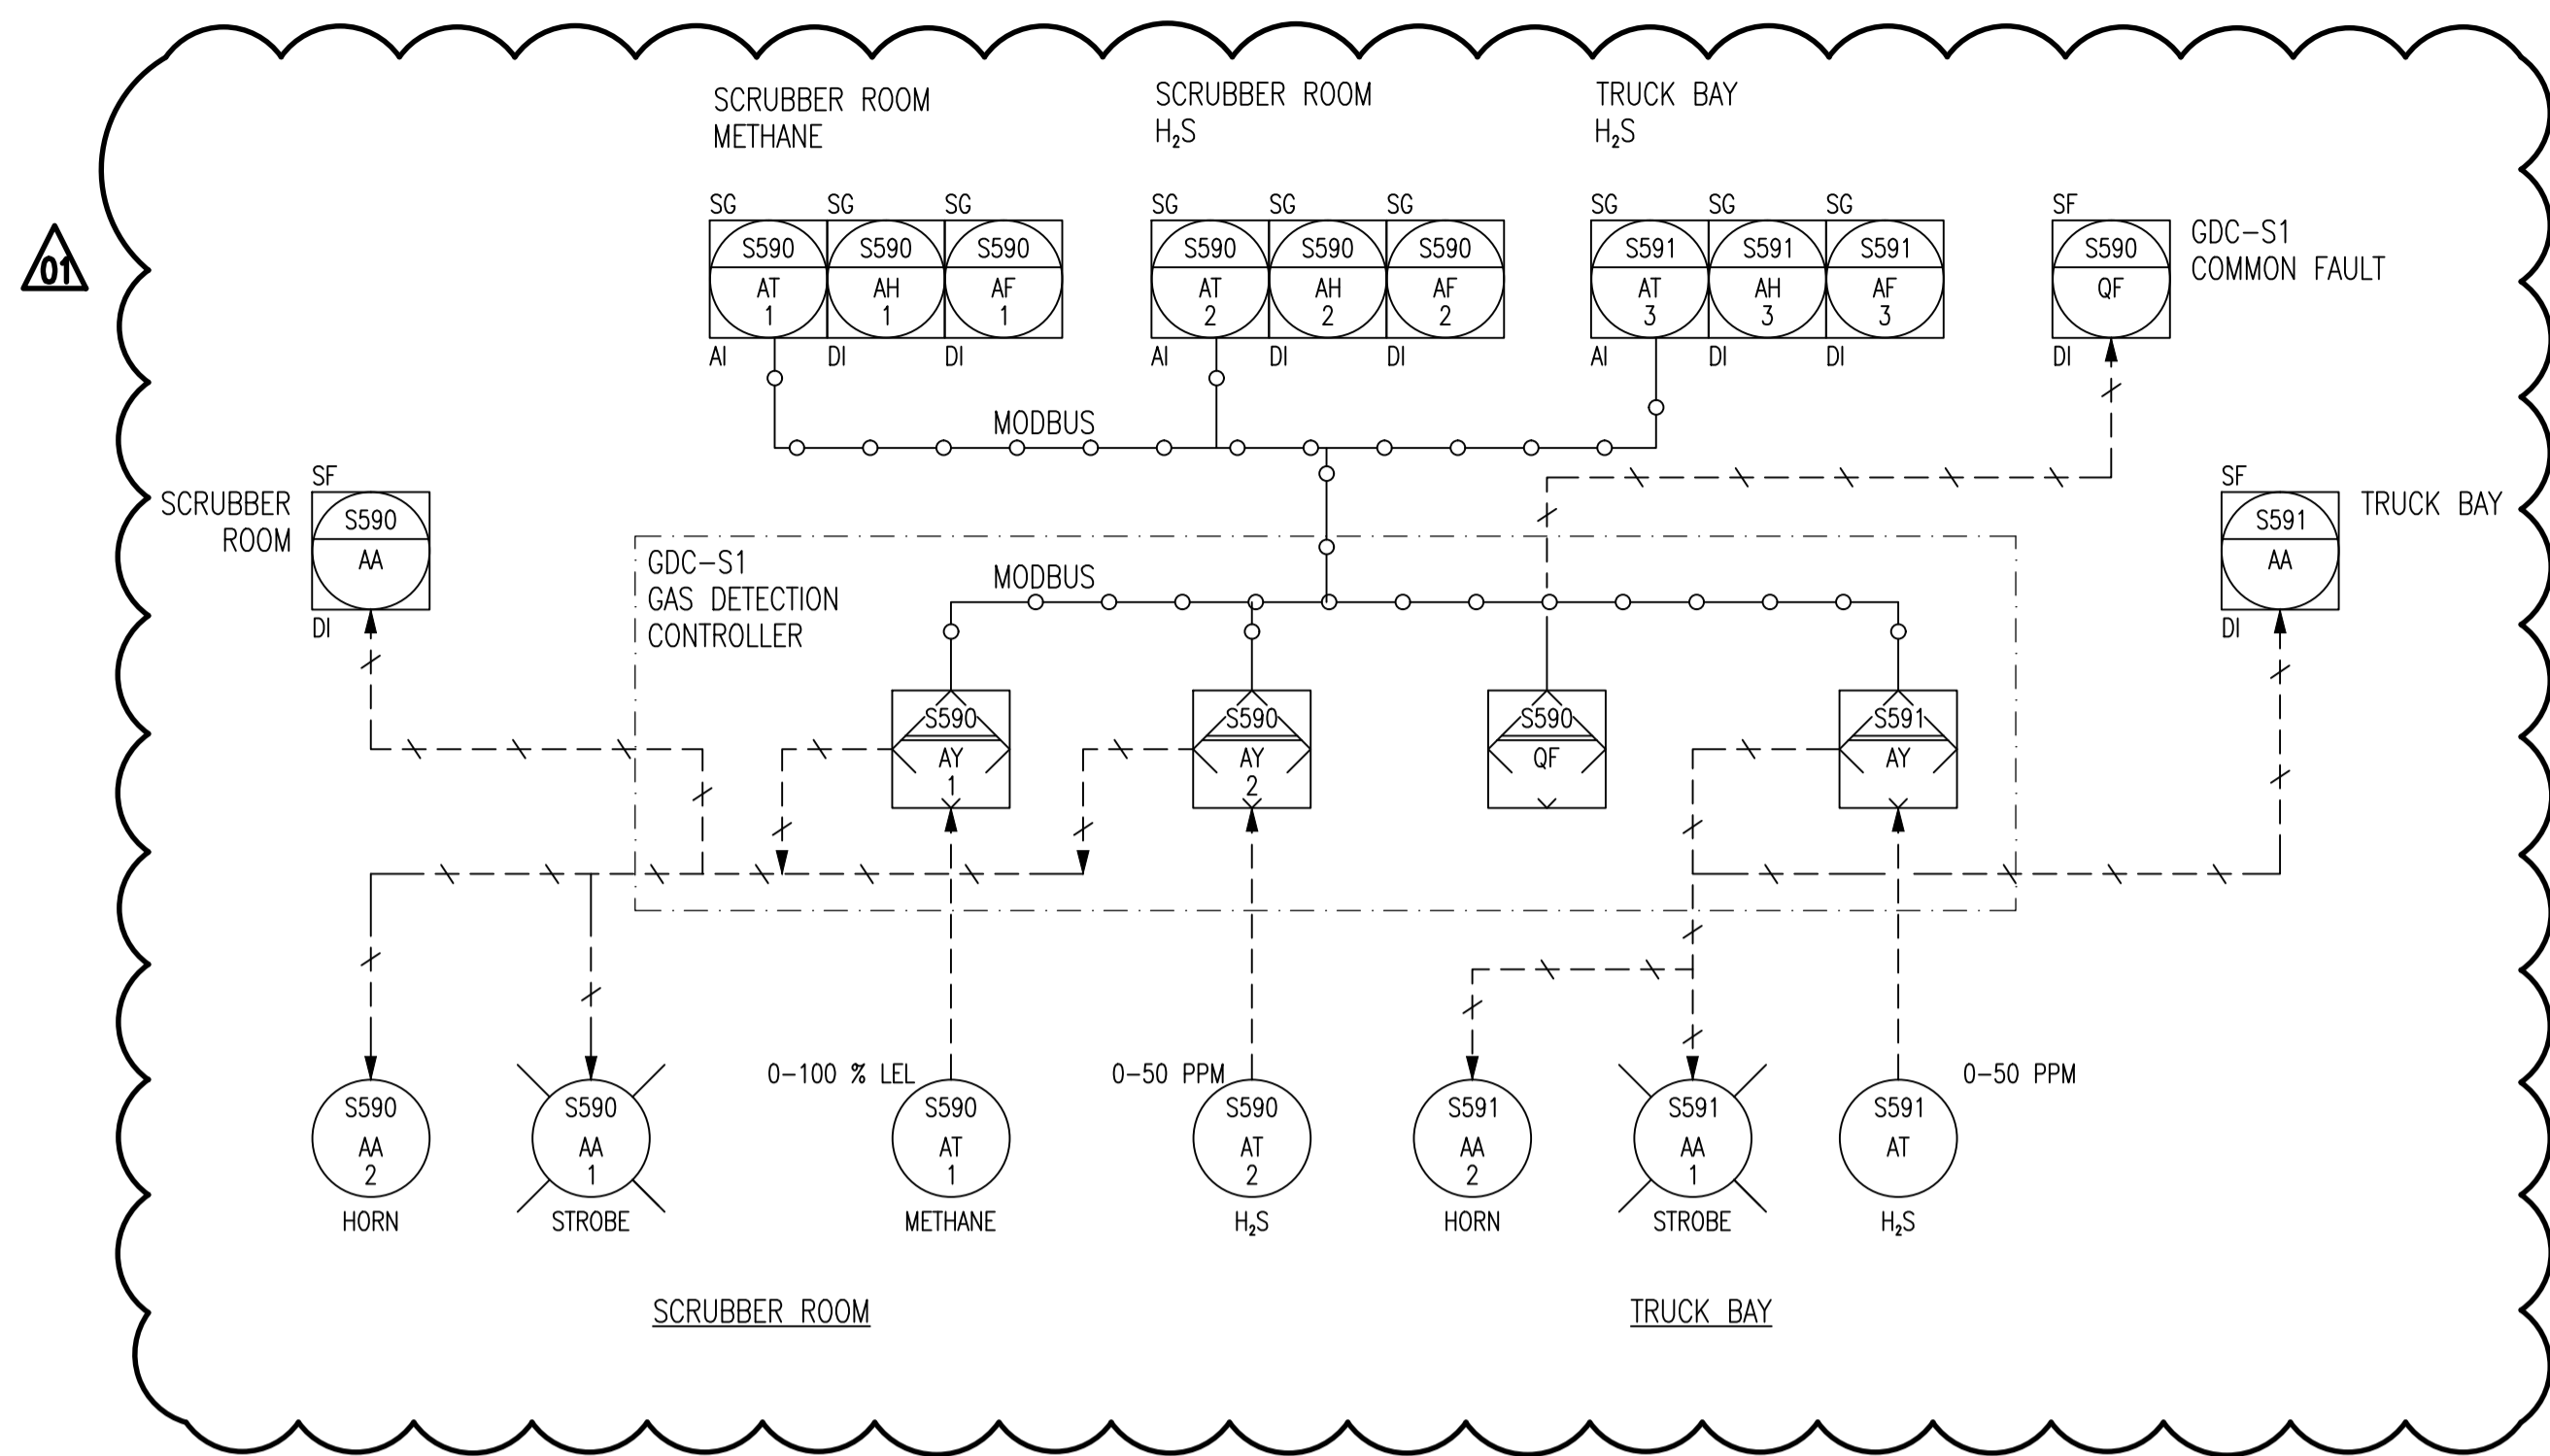 SCRUBBER ROOM
METHANE
SCRUBBER ROOM
H₂S
TRUCK BAY
H₂S
01
SG SG SG
S590 S590 S590
AT AH AF
1 1 1
AI DI DI
SG SG SG
S590 S590 S590
AT AH AF
2 2 2
AI DI DI
SG SG SG
S591 S591 S591
AT AH AF
3 3 3
AI DI DI
SF
S590
QF
DI
GDC-S1
COMMON FAULT
MODBUS
SCRUBBER
ROOM
SF
S590
AA
DI
SF
S591
AA
DI
TRUCK BAY
GDC-S1
GAS DETECTION
CONTROLLER
MODBUS
S590
AY
1
S590
AY
2
S590
QF
S591
AY
S590
AA
2
HORN
S590
AA
1
STROBE
0-100 % LEL
S590
AT
1
METHANE
0-50 PPM
S590
AT
2
H₂S
S591
AA
2
HORN
S591
AA
1
STROBE
0-50 PPM
S591
AT
H₂S
SCRUBBER ROOM
TRUCK BAY